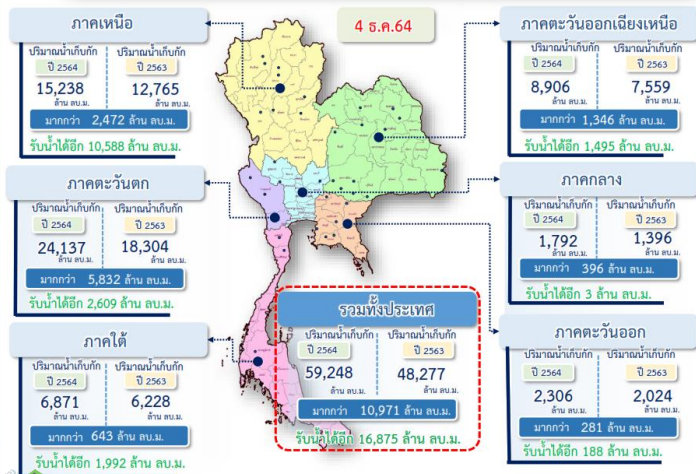 4 ธ.ค.64
ภาคเหนือ
ปริมาณน้ำเก็บกัก ปริมาณน้ำเก็บกัก
ปี 2564 ปี 2563
15,238 12,765
ล้าน ลบ.ม. ล้าน ลบ.ม.
มากกว่า 2,472 ล้าน ลบ.ม.
รับน้ำได้อีก 10,588 ล้าน ลบ.ม.
ภาคตะวันออกเฉียงเหนือ
ปริมาณน้ำเก็บกัก ปริมาณน้ำเก็บกัก
ปี 2564 ปี 2563
8,906 7,559
ล้าน ลบ.ม. ล้าน ลบ.ม.
มากกว่า 1,346 ล้าน ลบ.ม.
รับน้ำได้อีก 1,495 ล้าน ลบ.ม.
ภาคตะวันตก
ปริมาณน้ำเก็บกัก ปริมาณน้ำเก็บกัก
ปี 2564 ปี 2563
24,137 18,304
ล้าน ลบ.ม. ล้าน ลบ.ม.
มากกว่า 5,832 ล้าน ลบ.ม.
รับน้ำได้อีก 2,609 ล้าน ลบ.ม.
ภาคกลาง
ปริมาณน้ำเก็บกัก ปริมาณน้ำเก็บกัก
ปี 2564 ปี 2563
1,792 1,396
ล้าน ลบ.ม. ล้าน ลบ.ม.
มากกว่า 396 ล้าน ลบ.ม.
รับน้ำได้อีก 3 ล้าน ลบ.ม.
ภาคใต้
ปริมาณน้ำเก็บกัก ปริมาณน้ำเก็บกัก
ปี 2564 ปี 2563
6,871 6,228
ล้าน ลบ.ม. ล้าน ลบ.ม.
มากกว่า 643 ล้าน ลบ.ม.
รับน้ำได้อีก 1,992 ล้าน ลบ.ม.
รวมทั้งประเทศ
ปริมาณน้ำเก็บกัก ปริมาณน้ำเก็บกัก
ปี 2564 ปี 2563
59,248 48,277
ล้าน ลบ.ม. ล้าน ลบ.ม.
มากกว่า 10,971 ล้าน ลบ.ม.
รับน้ำได้อีก 16,875 ล้าน ลบ.ม.
ภาคตะวันออก
ปริมาณน้ำเก็บกัก ปริมาณน้ำเก็บกัก
ปี 2564 ปี 2563
2,306 2,024
ล้าน ลบ.ม. ล้าน ลบ.ม.
มากกว่า 281 ล้าน ลบ.ม.
รับน้ำได้อีก 188 ล้าน ลบ.ม.